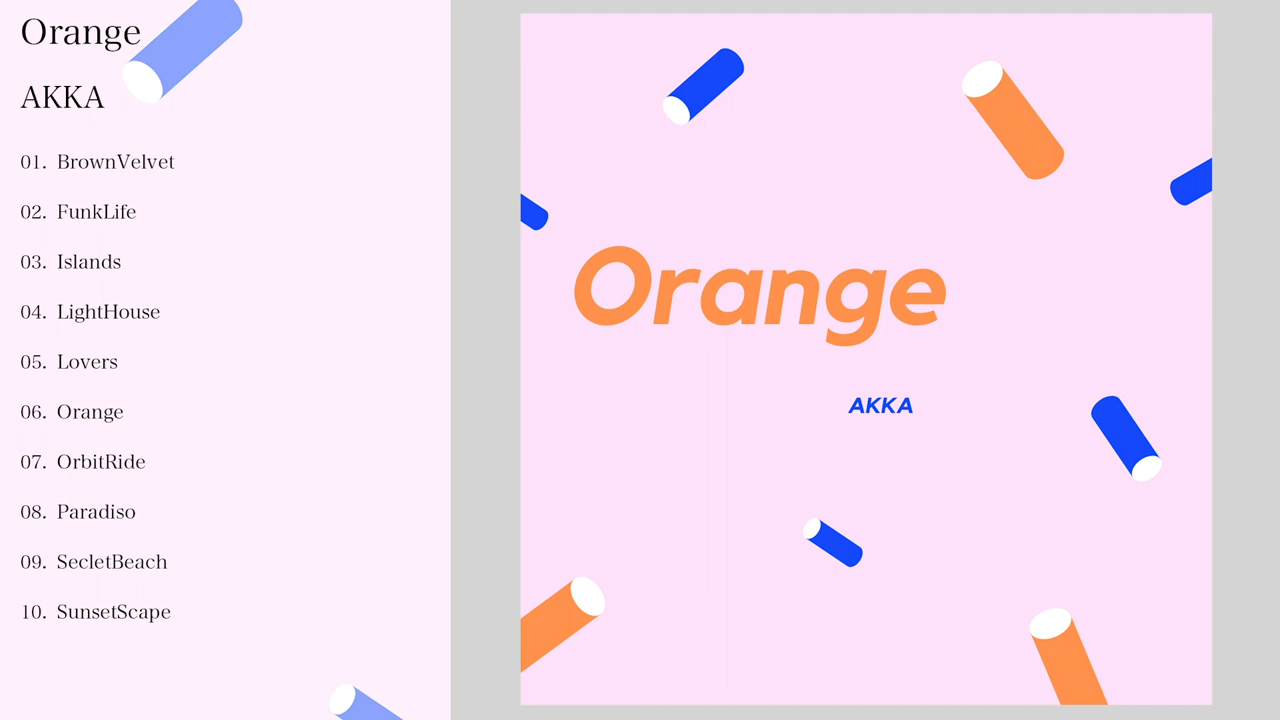 Orange
AKKA
01. BrownVelvet
02. FunkLife
03. Islands
04. LightHouse
05. Lovers
06. Orange
07. OrbitRide
08. Paradiso
09. SecletBeach
10. SunsetScape
Orange
AKKA